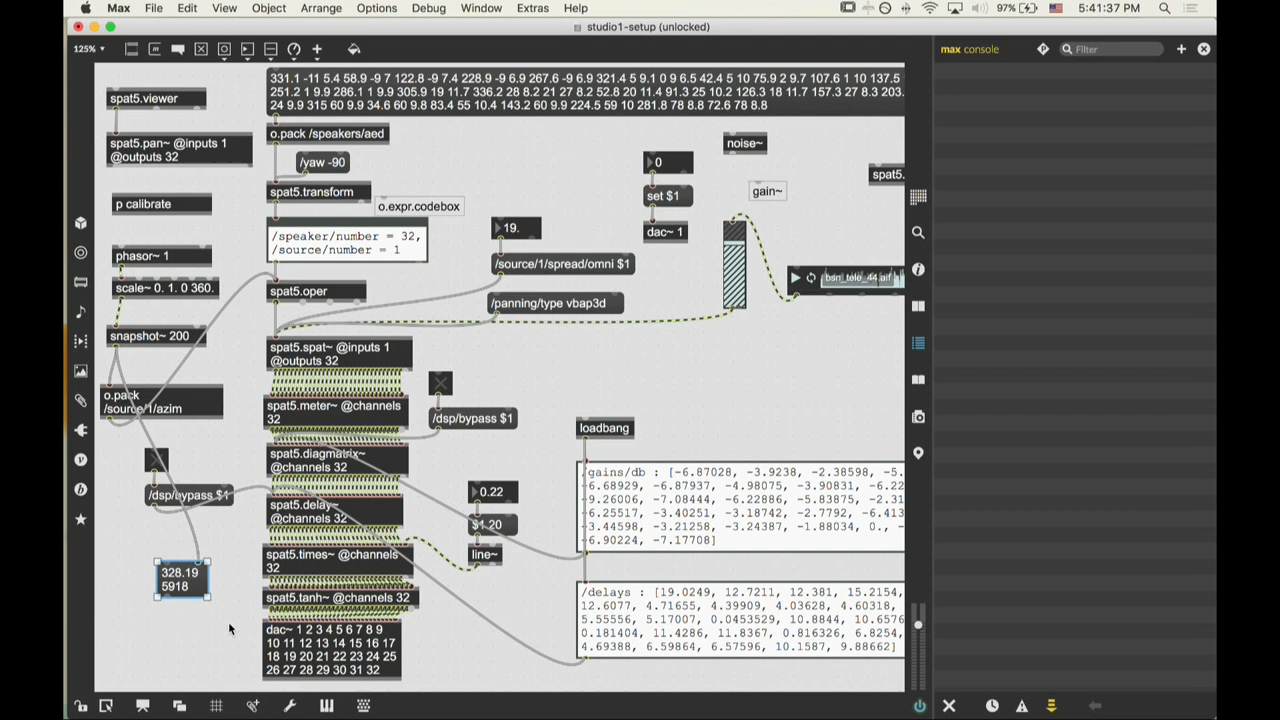 Max File Edit View Object Arrange Options Debug Window Extras Help 97% 5:41:37 PM
studio1-setup (unlocked)
125%
max console
Filter
331.1 -11 5.4 58.9 -9 7 122.8 -9 7.4 228.9 -9 6.9 267.6 -9 6.9 321.4 5 9.1 0 9 6.5 42.4 5 10 75.9 2 9.7 107.6 1 10 137.5
251.2 1 9.9 286.1 1 9.9 305.9 19 11.7 336.2 28 8.2 21 28 8.2 52.8 20 11.4 91.3 25 10.2 126.3 18 11.7 157.3 27 8.3 203.
24 9.9 315 60 9.9 34.6 60 9.8 83.4 55 10.4 143.2 60 9.9 224.5 59 10 281.8 78 8.8 72.6 78 8.8
spat5.viewer
spat5.pan~ @inputs 1
@outputs 32
p calibrate
phasor~ 1
scale~ 0. 1. 0 360.
snapshot~ 200
o.pack
/source/1/azim
/dsp/bypass $1
328.19
5918
o.pack /speakers/aed
/yaw -90
spat5.transform
o.expr.codebox
/speaker/number = 32,
/source/number = 1
spat5.oper
19.
/source/1/spread/omni $1
/panning/type vbap3d
0
set $1
dac~ 1
noise~
gain~
spat5.
bsn_tele_44.aif
spat5.spat~ @inputs 1
@outputs 32
spat5.meter~ @channels
32
/dsp/bypass $1
spat5.diagmatrix~
@channels 32
spat5.delay~
@channels 32
spat5.times~ @channels
32
spat5.tanh~ @channels 32
dac~ 1 2 3 4 5 6 7 8 9
10 11 12 13 14 15 16 17
18 19 20 21 22 23 24 25
26 27 28 29 30 31 32
0.22
$1 20
line~
loadbang
/gains/db : [-6.87028, -3.9238, -2.38598, -5.
6.68929, -6.87937, -4.98075, -3.90831, -6.22
-9.26006, -7.08444, -6.22886, -5.83875, -2.31
6.25517, -3.40251, -3.18742, -2.7792, -6.413
-3.44598, -3.21258, -3.24387, -1.88034, 0., -
-6.90224, -7.17708]
/delays : [19.0249, 12.7211, 12.381, 15.2154,
12.6077, 4.71655, 4.39909, 4.03628, 4.60318,
5.55556, 5.17007, 0.0453529, 10.8844, 10.6576
0.181404, 11.4286, 11.8367, 0.816326, 6.8254,
4.69388, 6.59864, 6.57596, 10.1587, 9.88662]